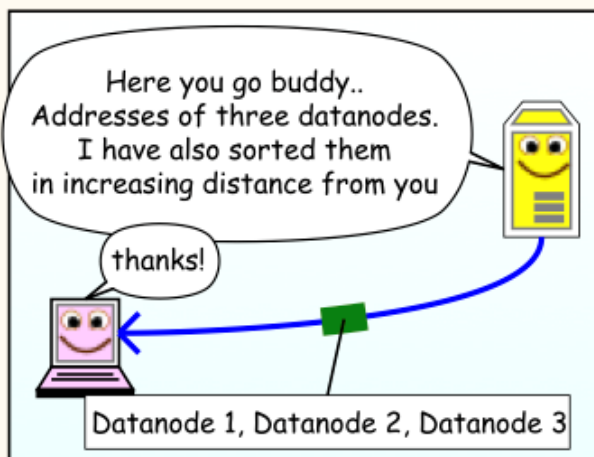 Here you go buddy..
Addresses of three datanodes.
I have also sorted them
in increasing distance from you
thanks!
Datanode 1, Datanode 2, Datanode 3